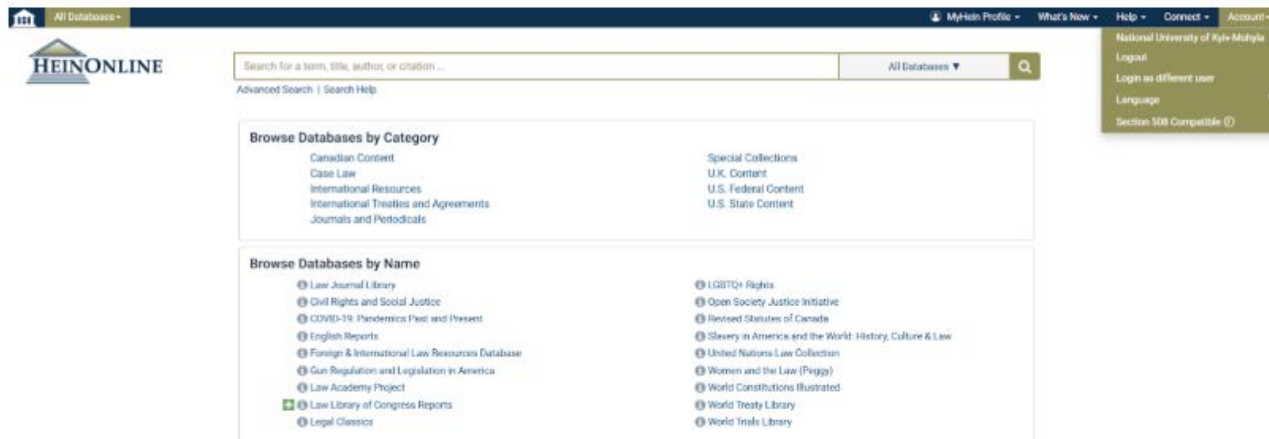 All Databases
MyHein Profile What's New Help Connect Account
National University of Kyiv-Mohyla
Logout
Login as different user
Language
Section 508 Compatible
HEINONLINE
Search for a term, title, author, or citation ... All Databases ▼
Advanced Search | Search Help
Browse Databases by Category
Canadian Content
Case Law
International Resources
International Treaties and Agreements
Journals and Periodicals
Special Collections
U.K. Content
U.S. Federal Content
U.S. State Content
Browse Databases by Name
Law Journal Library
Civil Rights and Social Justice
COVID-19: Pandemics Past and Present
English Reports
Foreign & International Law Resources Database
Gun Regulation and Legislation in America
Law Academy Project
Law Library of Congress Reports
Legal Classics
LGBTQ+ Rights
Open Society Justice Initiative
Revised Statutes of Canada
Slavery in America and the World: History, Culture & Law
United Nations Law Collection
Women and the Law (Peggy)
World Constitutions Illustrated
World Treaty Library
World Trials Library